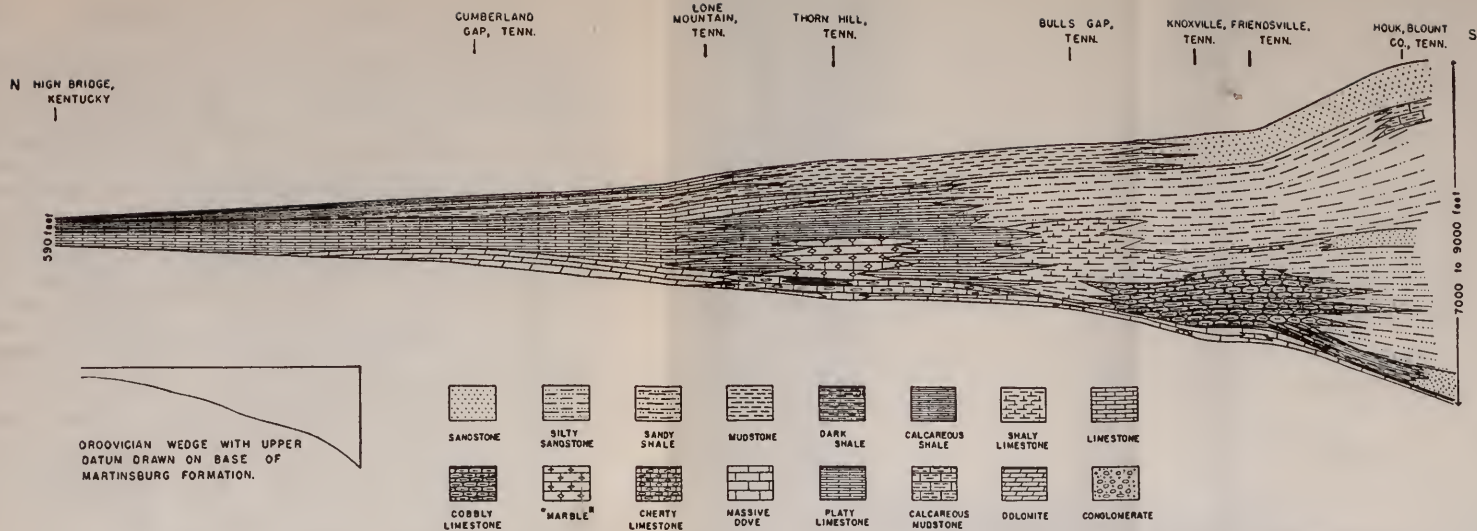 CUMBERLAND
GAP, TENN.
LONE
MOUNTAIN,
TENN.
THORN HILL,
TENN.
BULLS GAP,
TENN.
KNOXVILLE,
TENN.
FRIENDSVILLE,
TENN.
HOUK, BLOUNT
CO., TENN.
S
N
HIGH BRIDGE,
KENTUCKY
590 feet
7000 to 9000 feet
OROOVICIAN WEDGE WITH UPPER
DATUM DRAWN ON BASE OF
MARTINSBURG FORMATION.
SANDSTONE
SILTY
SANDSTONE
SANDY
SHALE
MUDSTONE
DARK
SHALE
CALCAREOUS
SHALE
SHALY
LIMESTONE
LIMESTONE
COBBLY
LIMESTONE
"MARBLE"
CHERTY
LIMESTONE
MASSIVE
DOVE
PLATY
LIMESTONE
CALCAREOUS
MUDSTONE
DOLOMITE
CONGLOMERATE